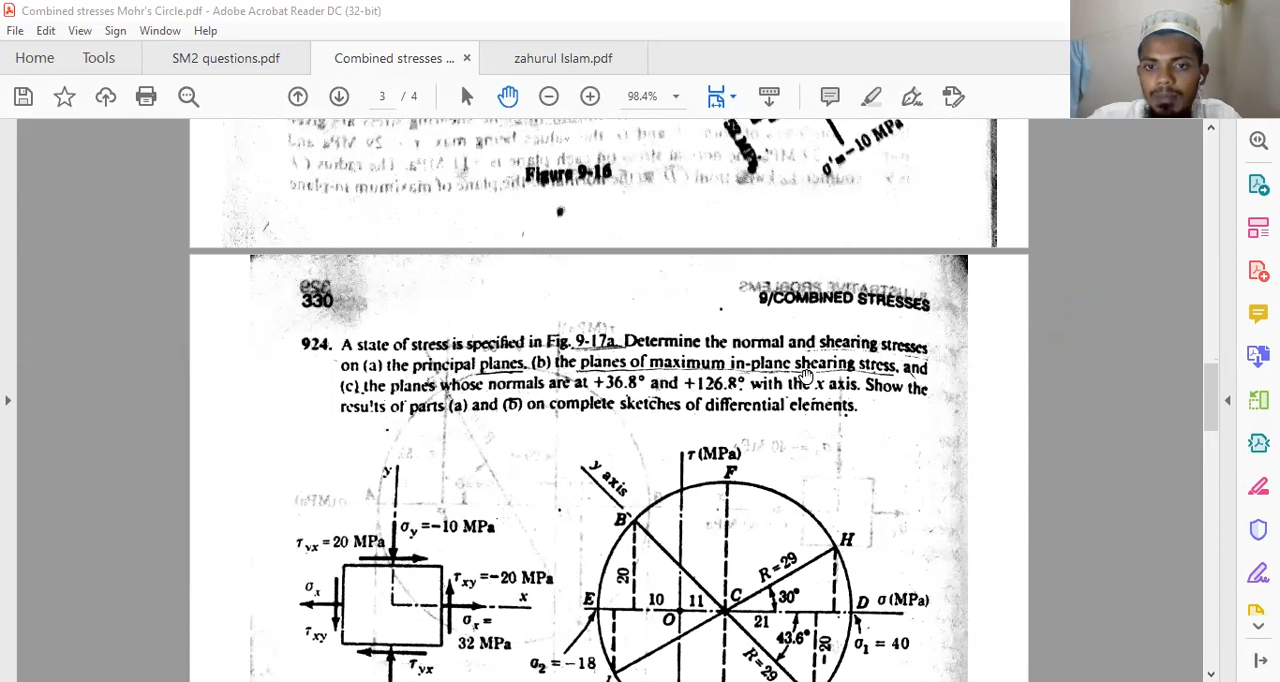 Combined stresses Mohr's Circle.pdf - Adobe Acrobat Reader DC (32-bit)
File Edit View Sign Window Help
Home Tools SM2 questions.pdf Combined stresses ... × zahurul Islam.pdf
3 / 4 98.4%
σ'=-10 MPa
Figure 9-16
330
9/COMBINED STRESSES
924. A state of stress is specified in Fig. 9-17a. Determine the normal and shearing stresses
on (a) the principal planes, (b) the planes of maximum in-plane shearing stress, and
(c) the planes whose normals are at +36.8° and +126.8° with the x axis. Show the
results of parts (a) and (b) on complete sketches of differential elements.
τ (MPa)
y axis
F
y
B
σy =-10 MPa
τyx = 20 MPa
H
R=29
τxy =-20 MPa
20
C
30°
σx
x
E
10
11
D σ (MPa)
O
21
σx =
τxy
32 MPa
43.6°
-20
σ1 = 40
σ2 = -18
R=29
τyx